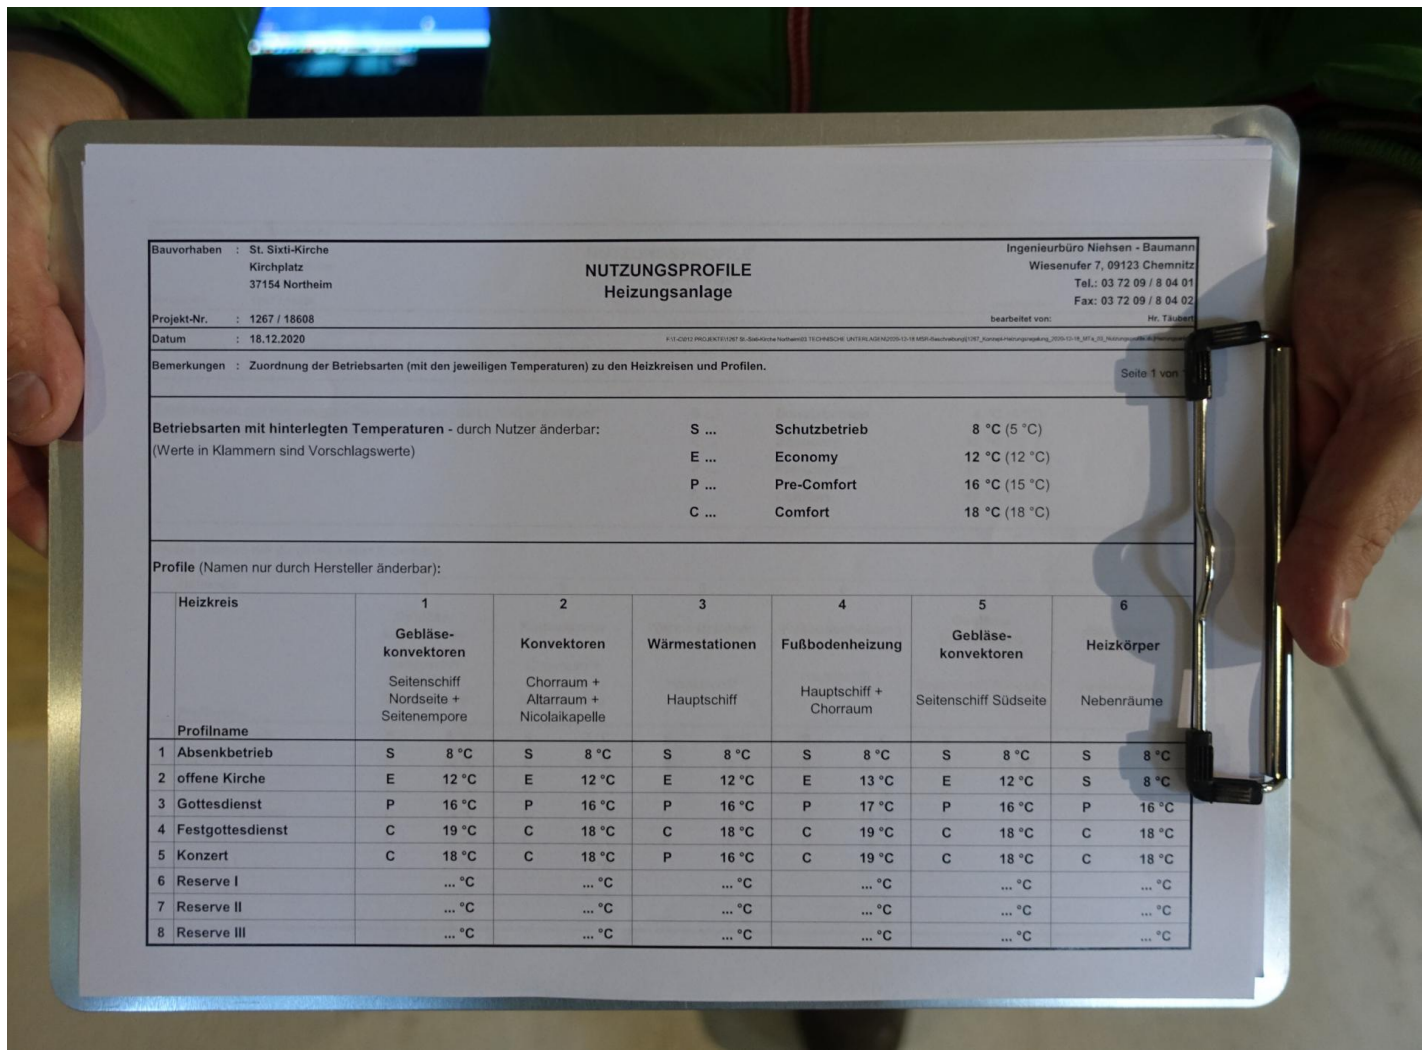 Bauvorhaben : St. Sixti-Kirche
Kirchplatz
37154 Northeim
Projekt-Nr. : 1267 / 18608
NUTZUNGSPROFILE
Heizungsanlage
Ingenieurbüro Niehsen - Baumann
Wiesenufer 7, 09123 Chemnitz
Tel.: 03 72 09 / 8 04 01
Fax: 03 72 09 / 8 04 02
bearbeitet von: Hr. Täubert
Datum : 18.12.2020
Bemerkungen : Zuordnung der Betriebsarten (mit den jeweiligen Temperaturen) zu den Heizkreisen und Profilen.
Seite 1 von
Betriebsarten mit hinterlegten Temperaturen - durch Nutzer änderbar:
(Werte in Klammern sind Vorschlagswerte)
S ... Schutzbetrieb 8 °C (5 °C)
E ... Economy 12 °C (12 °C)
P ... Pre-Comfort 16 °C (15 °C)
C ... Comfort 18 °C (18 °C)
Profile (Namen nur durch Hersteller änderbar):
Heizkreis 1 2 3 4 5 6
Gebläse-
konvektoren
Konvektoren
Wärmestationen
Fußbodenheizung
Gebläse-
konvektoren
Heizkörper
Seitenschiff
Nordseite +
Seitenempore
Chorraum +
Altarraum +
Nicolaikapelle
Hauptschiff
Hauptschiff +
Chorraum
Seitenschiff Südseite
Nebenräume
Profilname
1 Absenkbetrieb S 8 °C S 8 °C S 8 °C S 8 °C S 8 °C S 8 °C
2 offene Kirche E 12 °C E 12 °C E 12 °C E 13 °C E 12 °C S 8 °C
3 Gottesdienst P 16 °C P 16 °C P 16 °C P 17 °C P 16 °C P 16 °C
4 Festgottesdienst C 19 °C C 18 °C C 18 °C C 19 °C C 18 °C C 18 °C
5 Konzert C 18 °C C 18 °C P 16 °C C 19 °C C 18 °C C 18 °C
6 Reserve I ... °C ... °C ... °C ... °C ... °C ... °C
7 Reserve II ... °C ... °C ... °C ... °C ... °C ... °C
8 Reserve III ... °C ... °C ... °C ... °C ... °C ... °C